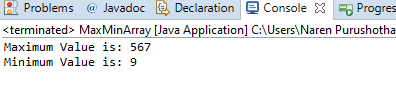 Problems @ Javadoc Declaration Console Progres
<terminated> MaxMinArray [Java Application] C:\Users\Naren Purushotha
Maximum Value is: 567
Minimum Value is: 9